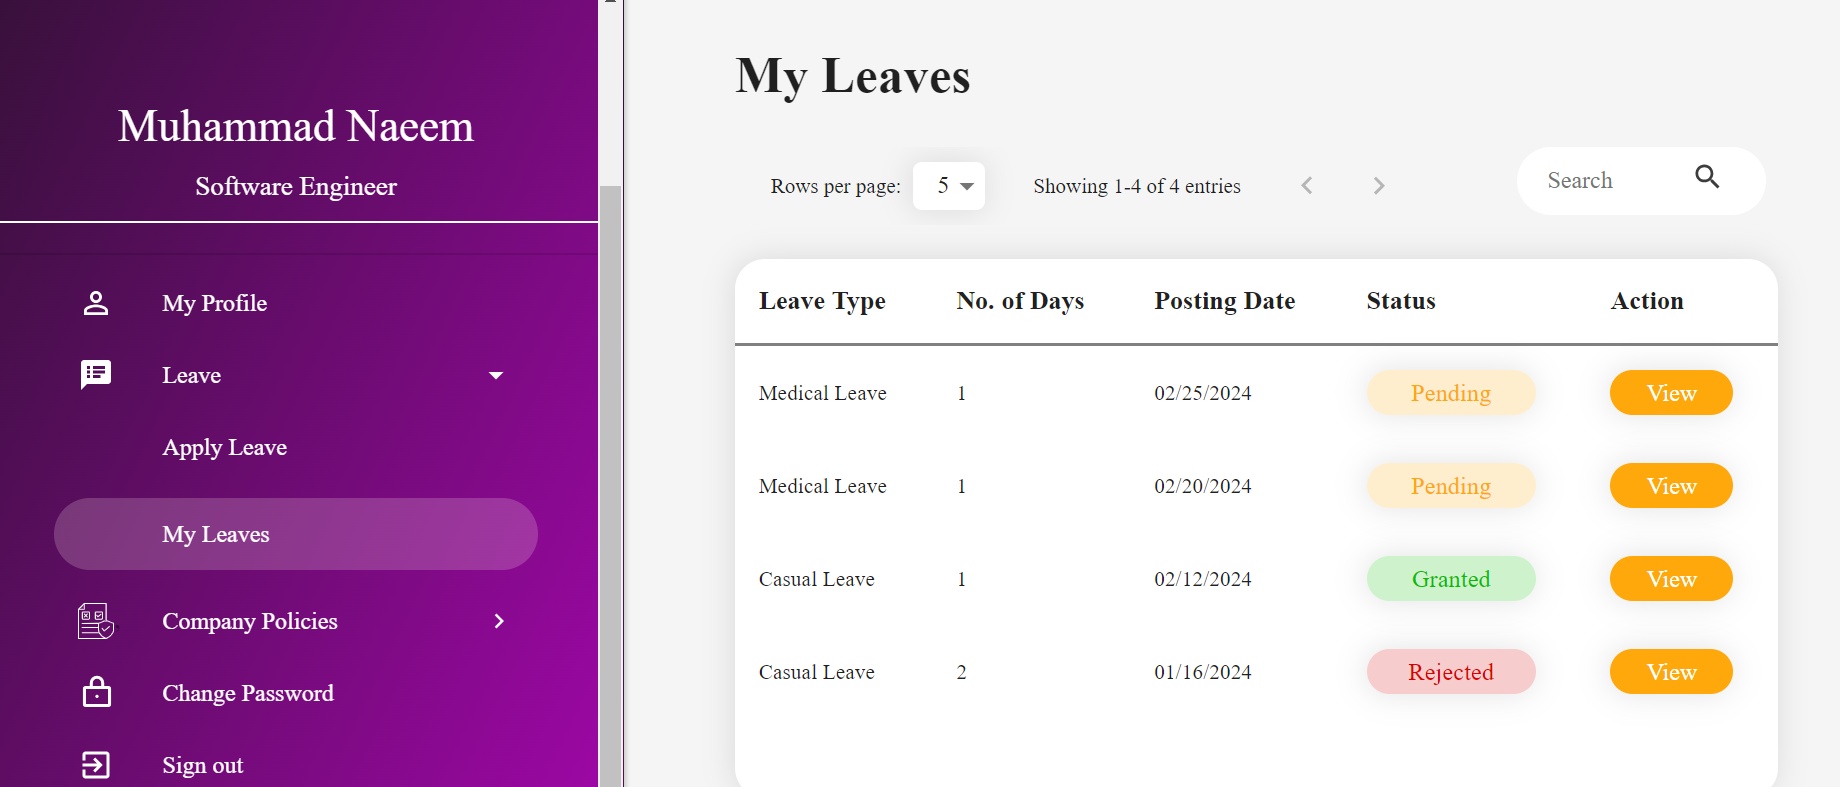 Muhammad Naeem
Software Engineer
My Profile
Leave
Apply Leave
My Leaves
Company Policies
Change Password
Sign out
My Leaves
Rows per page: 5 Showing 1-4 of 4 entries Search
Leave Type No. of Days Posting Date Status Action
Medical Leave 1 02/25/2024 Pending View
Medical Leave 1 02/20/2024 Pending View
Casual Leave 1 02/12/2024 Granted View
Casual Leave 2 01/16/2024 Rejected View